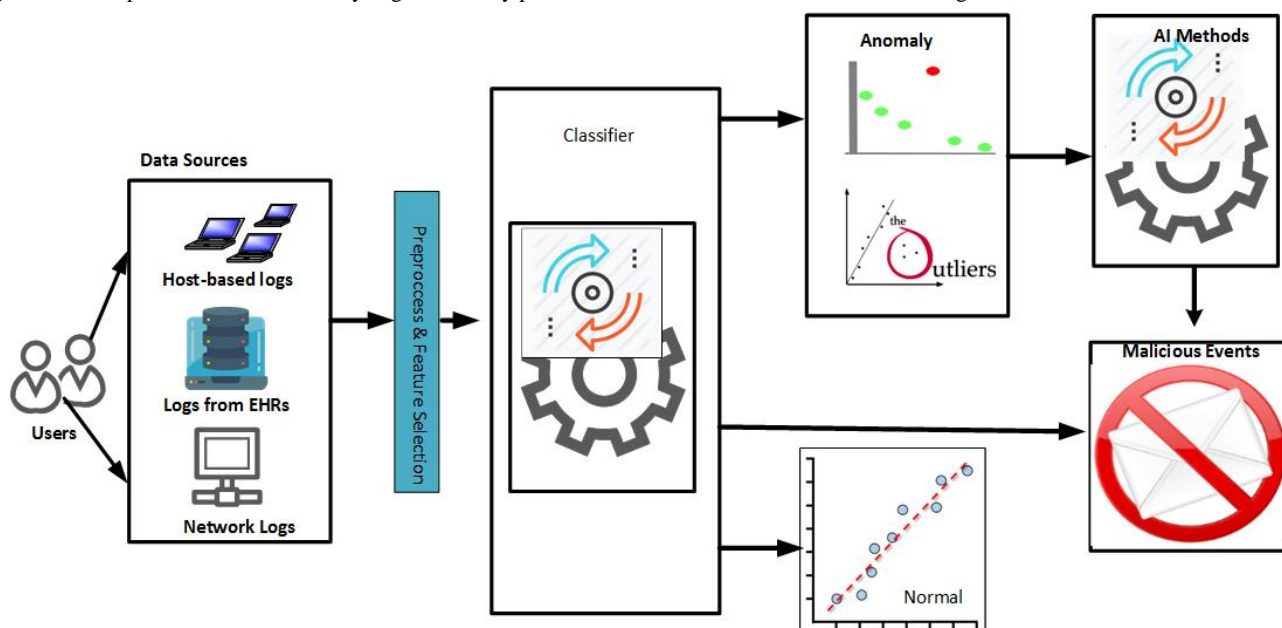 Anomaly
AI Methods
Classifier
Data Sources
Host-based logs
the
Outliers
Preproccess & Feature Selection
Malicious Events
Logs from EHRs
Users
Network Logs
Normal